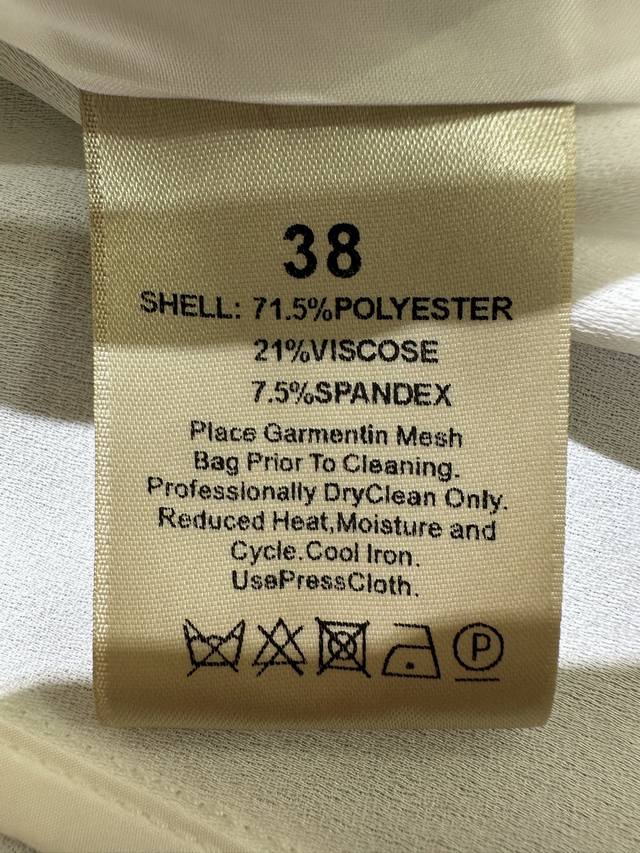 38
SHELL: 71.5%POLYESTER
21%VISCOSE
7.5%SPANDEX
Place Garmentin Mesh
Bag Prior To Cleaning.
Professionally DryClean Only.
Reduced Heat,Moisture and
Cycle.Cool Iron.
UsePressCloth.
P